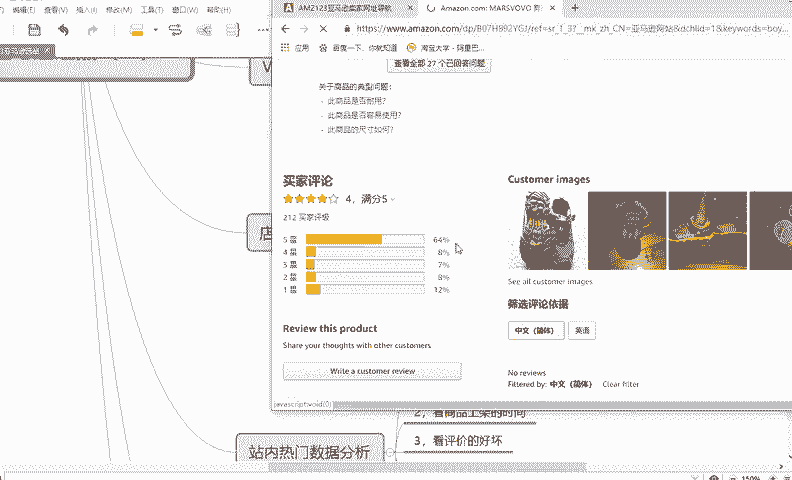 编辑(E) 查看(V) 插入(I) 修改(M) 工具(T) 窗口(W) 帮助(H)
AMZ123亚马逊卖家网址导航
Amazon.com: MARSVOVO
https://www.amazon.com/dp/B07H892YGJ/ref=sr_1_3?__mk_zh_CN=亚马逊网站&dchild=1&keywords=boy...
应用 百度一下，你就知道 淘宝大学 - 阿里巴...
查看全部 27 个已回答问题
关于商品的典型问题:
- 此商品是否耐用?
- 此商品是否容易使用?
- 此商品的尺寸如何?
买家评论
4，满分5
212 买家评级
5 星 64%
4 星 8%
3 星 7%
2 星 8%
1 星 12%
Review this product
Share your thoughts with other customers
Write a customer review
Customer images
See all customer images
筛选评论依据
中文（简体） 英语
No reviews
Filtered by: 中文（简体） Clear filter
javascript:void(0)
V
店
2，看商品上架的时间
站内热门数据分析
3，看评价的好坏
150%